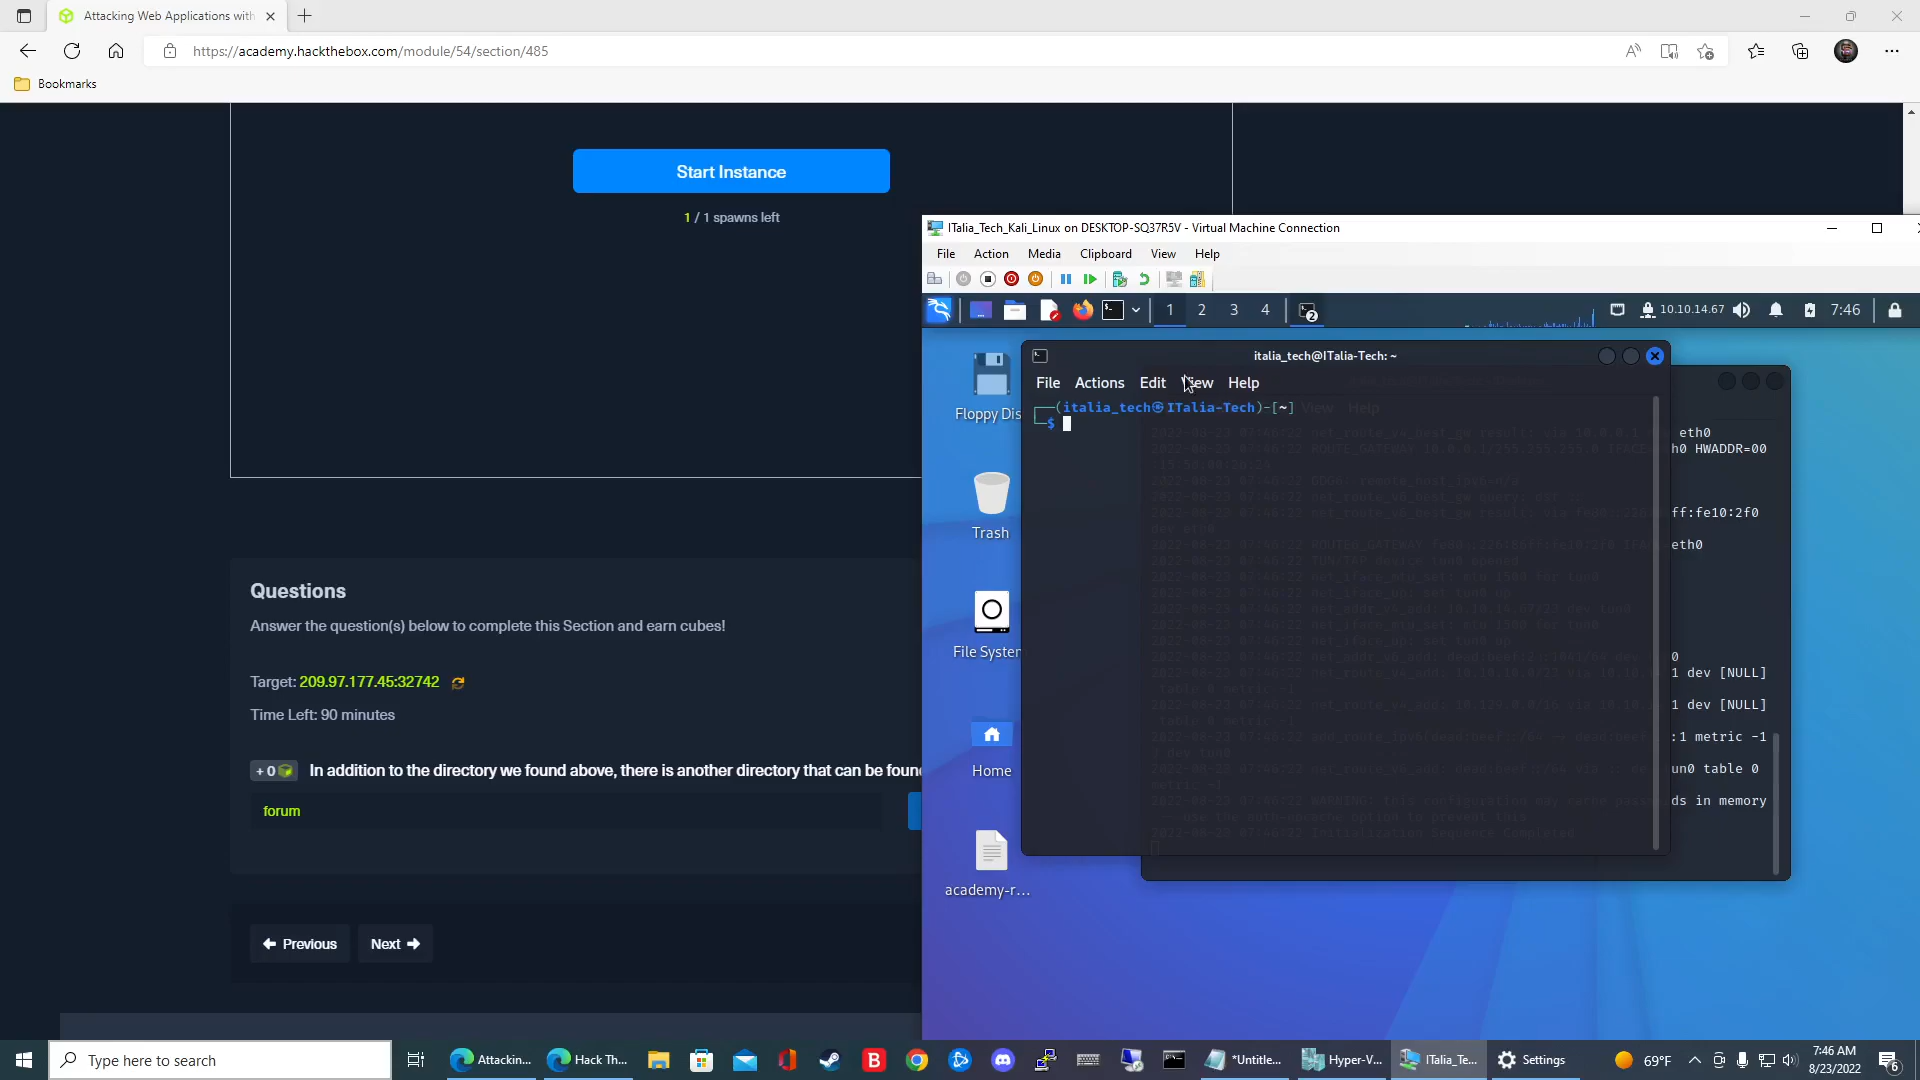 Attacking Web Applications with
https://academy.hackthebox.com/module/54/section/485
Bookmarks
Start Instance
1 / 1 spawns left
Questions
Answer the question(s) below to complete this Section and earn cubes!
Target: 209.97.177.45:32742
Time Left: 90 minutes
+ 0 In addition to the directory we found above, there is another directory that can be foun
forum
Previous
Next
ITalia_Tech_Kali_Linux on DESKTOP-SQ37R5V - Virtual Machine Connection
File Action Media Clipboard View Help
1 2 3 4
2
10.10.14.67
7:46
Floppy Dis
Trash
File System
Home
academy-r...
italia_tech@ITalia-Tech: ~
File Actions Edit View Help
(italia_tech㉿ITalia-Tech)-[~]
$
eth0
h0 HWADDR=00
ff:fe10:2f0
eth0
0
1 dev [NULL]
1 dev [NULL]
:1 metric -1
un0 table 0
ds in memory
Type here to search
Attackin...
Hack Th...
*Untitle...
Hyper-V...
ITalia_Te...
Settings
69°F
7:46 AM
8/23/2022
6